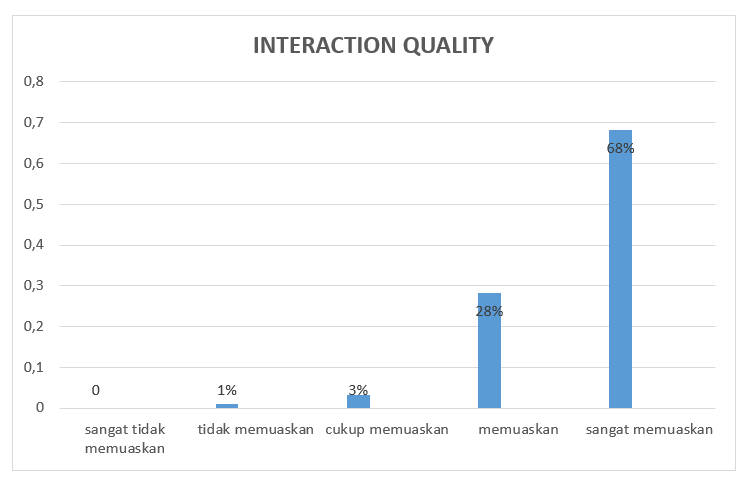 INTERACTION QUALITY
0,8
0,7
0,6
0,5
0,4
0,3
0,2
0,1
0
0
1%
3%
28%
68%
sangat tidak
memuaskan
tidak memuaskan
cukup memuaskan
memuaskan
sangat memuaskan